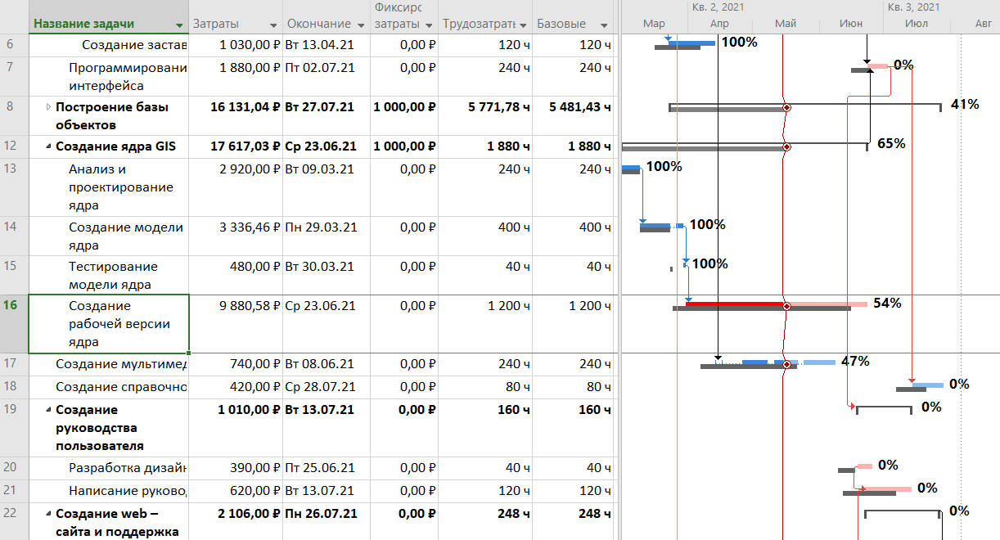 Название задачи Затраты Окончание Фиксирс затраты Трудозатрать Базовые
Кв. 2, 2021 Кв. 3, 2021
Мар Апр Май Июн Июл Авг
6 Создание застав 1 030,00 ₽ Вт 13.04.21 0,00 ₽ 120 ч 120 ч 100%
7 Программировани 1 880,00 ₽ Пт 02.07.21 0,00 ₽ 240 ч 240 ч 0%
интерфейса
8 Построение базы 16 131,04 ₽ Вт 27.07.21 1 000,00 ₽ 5 771,78 ч 5 481,43 ч 41%
объектов
12 Создание ядра GIS 17 617,03 ₽ Ср 23.06.21 1 000,00 ₽ 1 880 ч 1 880 ч 65%
13 Анализ и 2 920,00 ₽ Вт 09.03.21 0,00 ₽ 240 ч 240 ч 100%
проектирование
ядра
14 Создание модели 3 336,46 ₽ Пн 29.03.21 0,00 ₽ 400 ч 400 ч 100%
ядра
15 Тестирование 480,00 ₽ Вт 30.03.21 0,00 ₽ 40 ч 40 ч 100%
модели ядра
16 Создание 9 880,58 ₽ Ср 23.06.21 0,00 ₽ 1 200 ч 1 200 ч 54%
рабочей версии
ядра
17 Создание мультимед 740,00 ₽ Вт 08.06.21 0,00 ₽ 240 ч 240 ч 47%
18 Создание справочно 420,00 ₽ Ср 28.07.21 0,00 ₽ 80 ч 80 ч 0%
19 Создание 1 010,00 ₽ Вт 13.07.21 0,00 ₽ 160 ч 160 ч 0%
руководства
пользователя
20 Разработка дизайн 390,00 ₽ Пт 25.06.21 0,00 ₽ 40 ч 40 ч 0%
21 Написание руково 620,00 ₽ Вт 13.07.21 0,00 ₽ 120 ч 120 ч 0%
22 Создание web – 2 106,00 ₽ Пн 26.07.21 0,00 ₽ 248 ч 248 ч 0%
сайта и поддержка